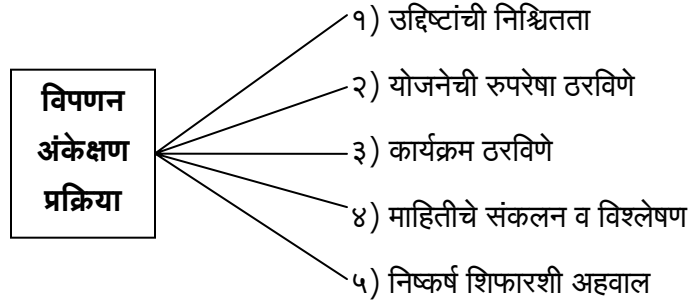 विपणन
अंकेक्षण
प्रक्रिया
१) उद्दिष्टांची निश्चितता
२) योजनेची रुपरेषा ठरविणे
३) कार्यक्रम ठरविणे
४) माहितीचे संकलन व विश्लेषण
५) निष्कर्ष शिफारशी अहवाल